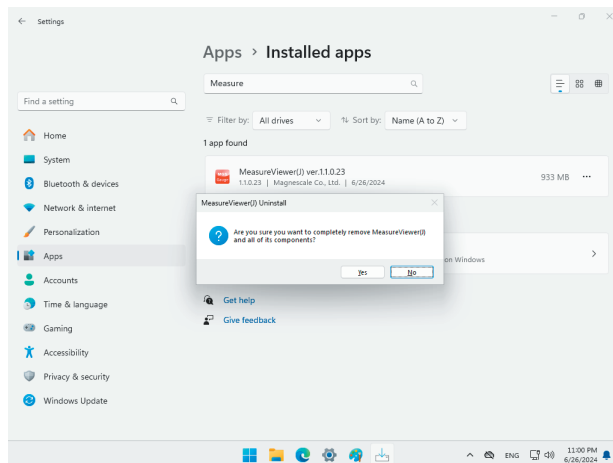 Settings
Apps > Installed apps
Measure
Find a setting
Filter by: All drives
Sort by: Name (A to Z)
1 app found
Home
System
Bluetooth & devices
Network & internet
Personalization
Apps
Accounts
Time & language
Gaming
Accessibility
Privacy & security
Windows Update
MeasureViewer(J) ver.1.1.0.23
1.1.0.23 | Magnescale Co., Ltd. | 6/26/2024
933 MB
MeasureViewer(J) Uninstall
Are you sure you want to completely remove MeasureViewer(J)
and all of its components?
Yes
No
on Windows
Get help
Give feedback
ENG
11:00 PM
6/26/2024